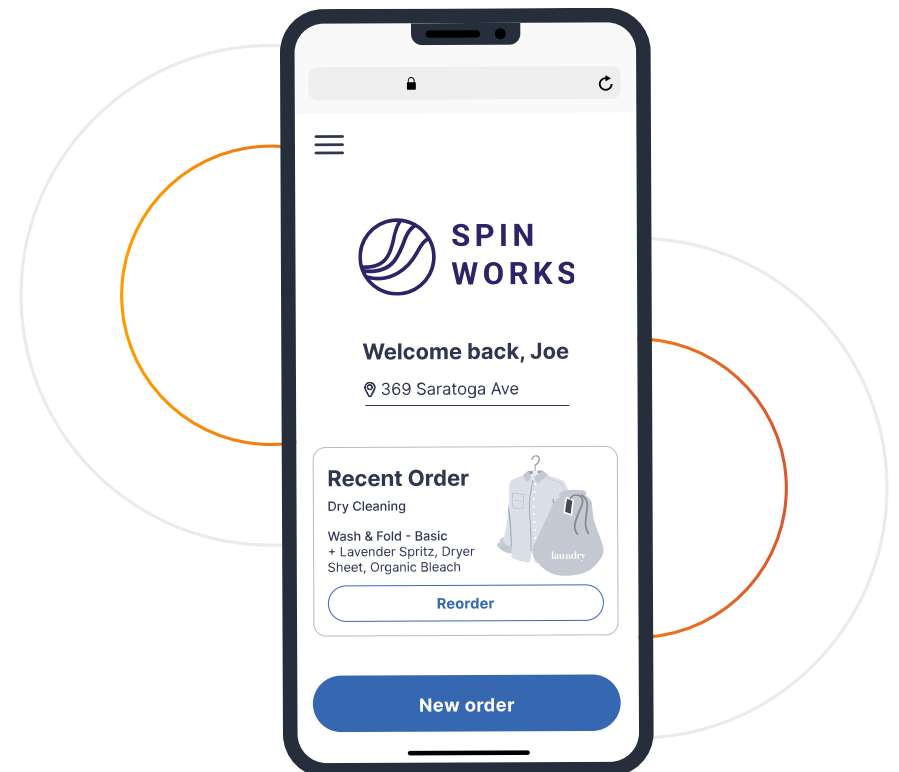 SPIN
WORKS
Welcome back, Joe
369 Saratoga Ave
Recent Order
Dry Cleaning
Wash & Fold - Basic
+ Lavender Spritz, Dryer
Sheet, Organic Bleach
laundry
Reorder
New order